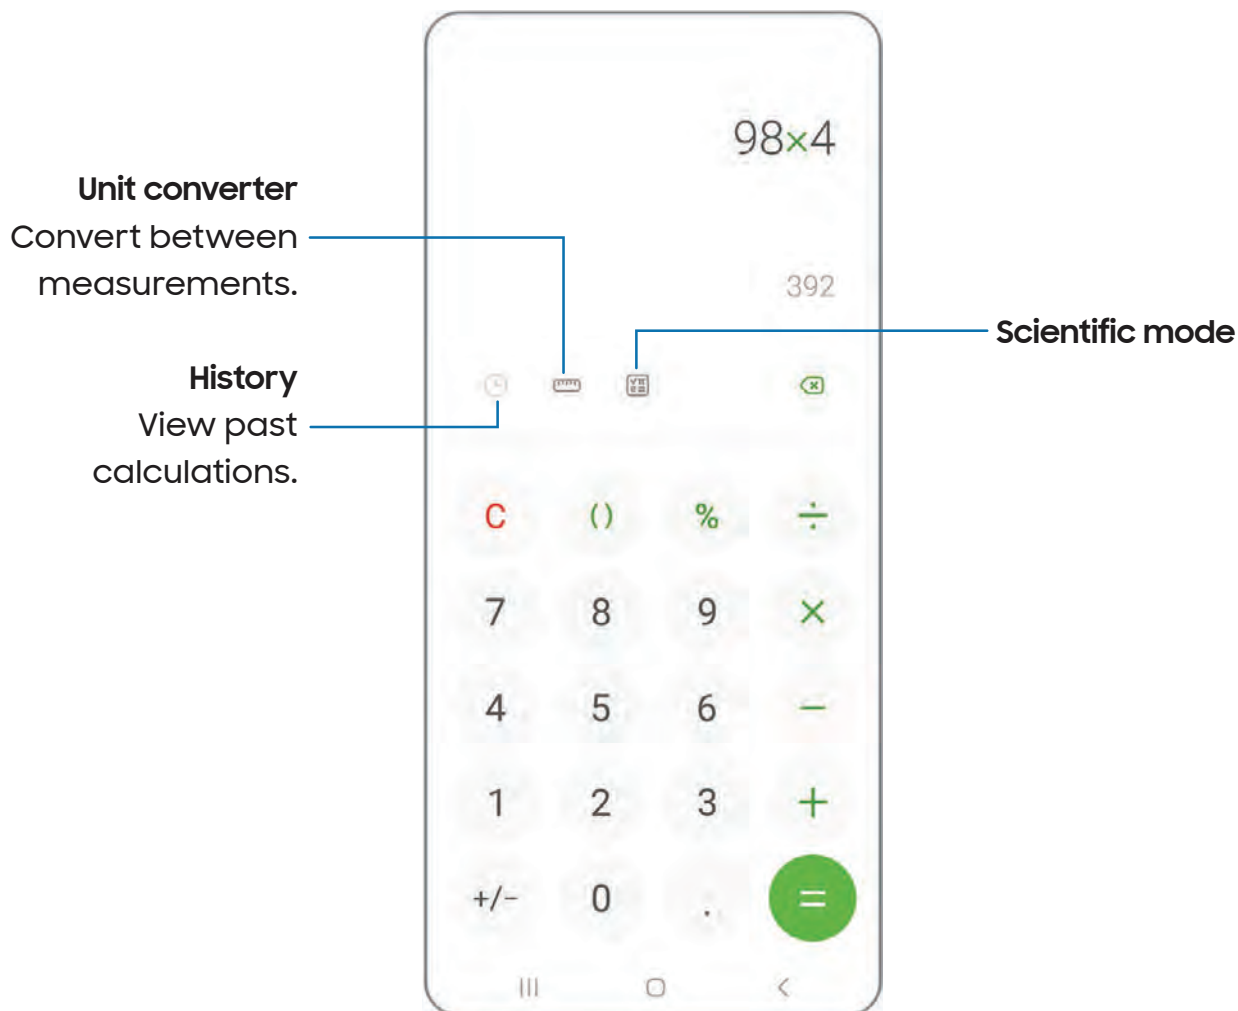 98×4
Unit converter
Convert between
measurements.
392
Scientific mode
History
View past
calculations.
C () % ÷
7 8 9 ×
4 5 6 −
1 2 3 +
+/− 0 . =